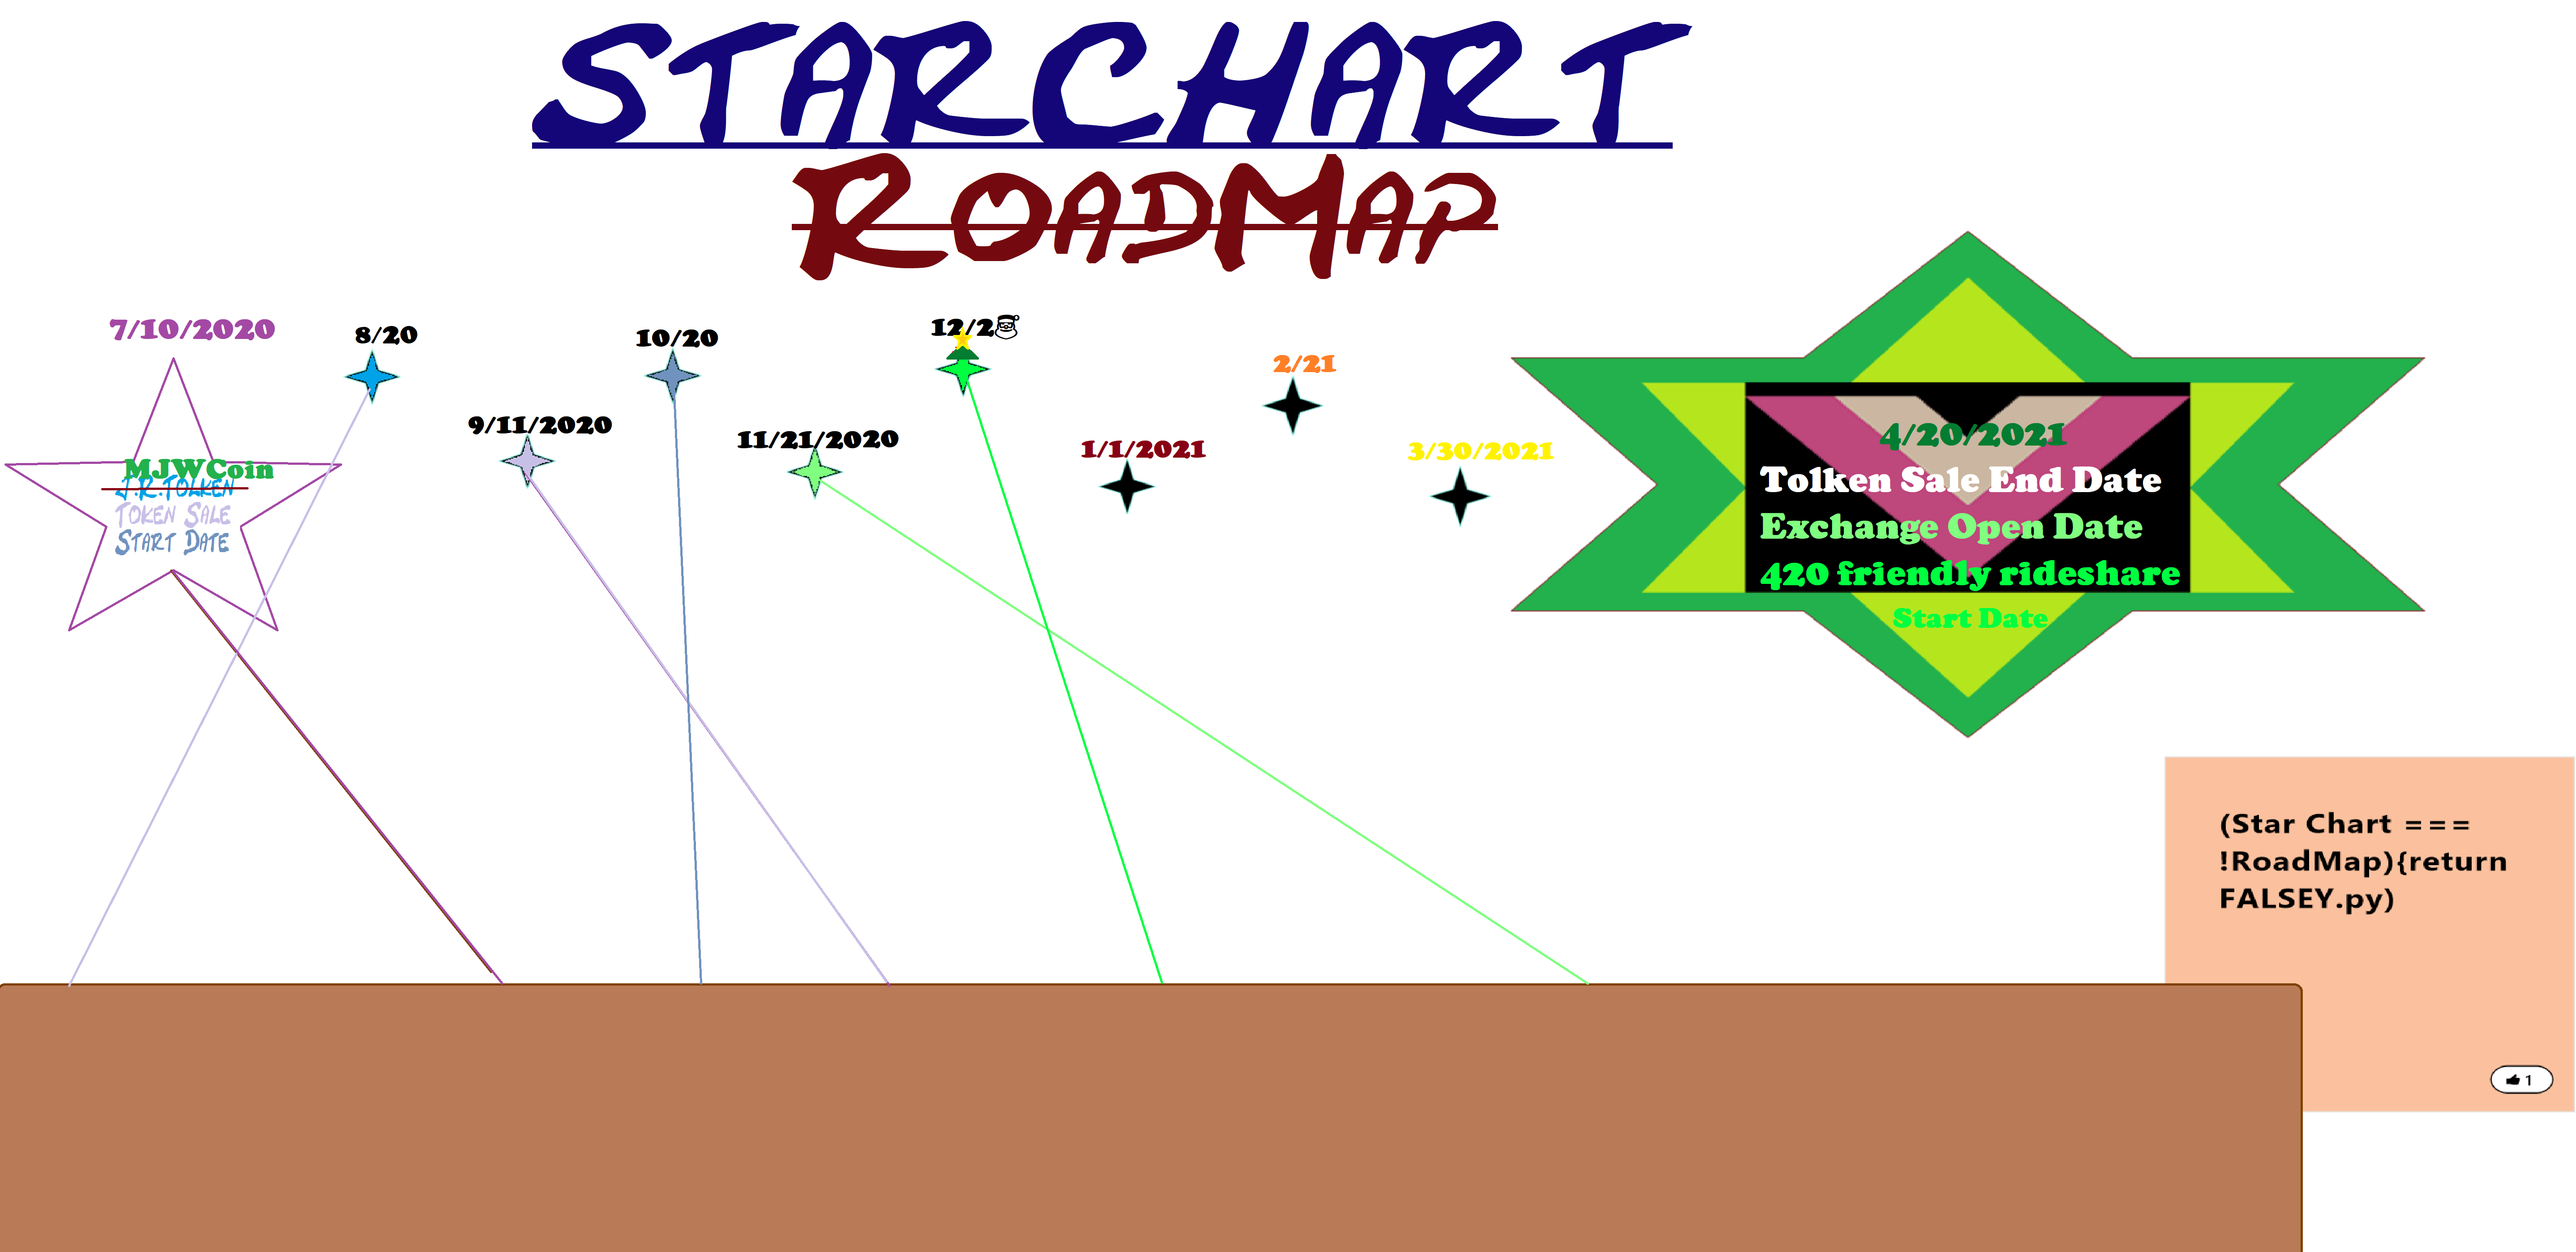 STARCHART
ROADMAP
7/10/2020
8/20
9/11/2020
10/20
11/21/2020
12/2🎅
1/1/2021
2/21
3/30/2021
MJWCoin
J.R.TOLKEN
TOKEN SALE
START DATE
4/20/2021
Tolken Sale End Date
Exchange Open Date
420 friendly rideshare
Start Date
(Star Chart ===
!RoadMap){return
FALSEY.py)
1